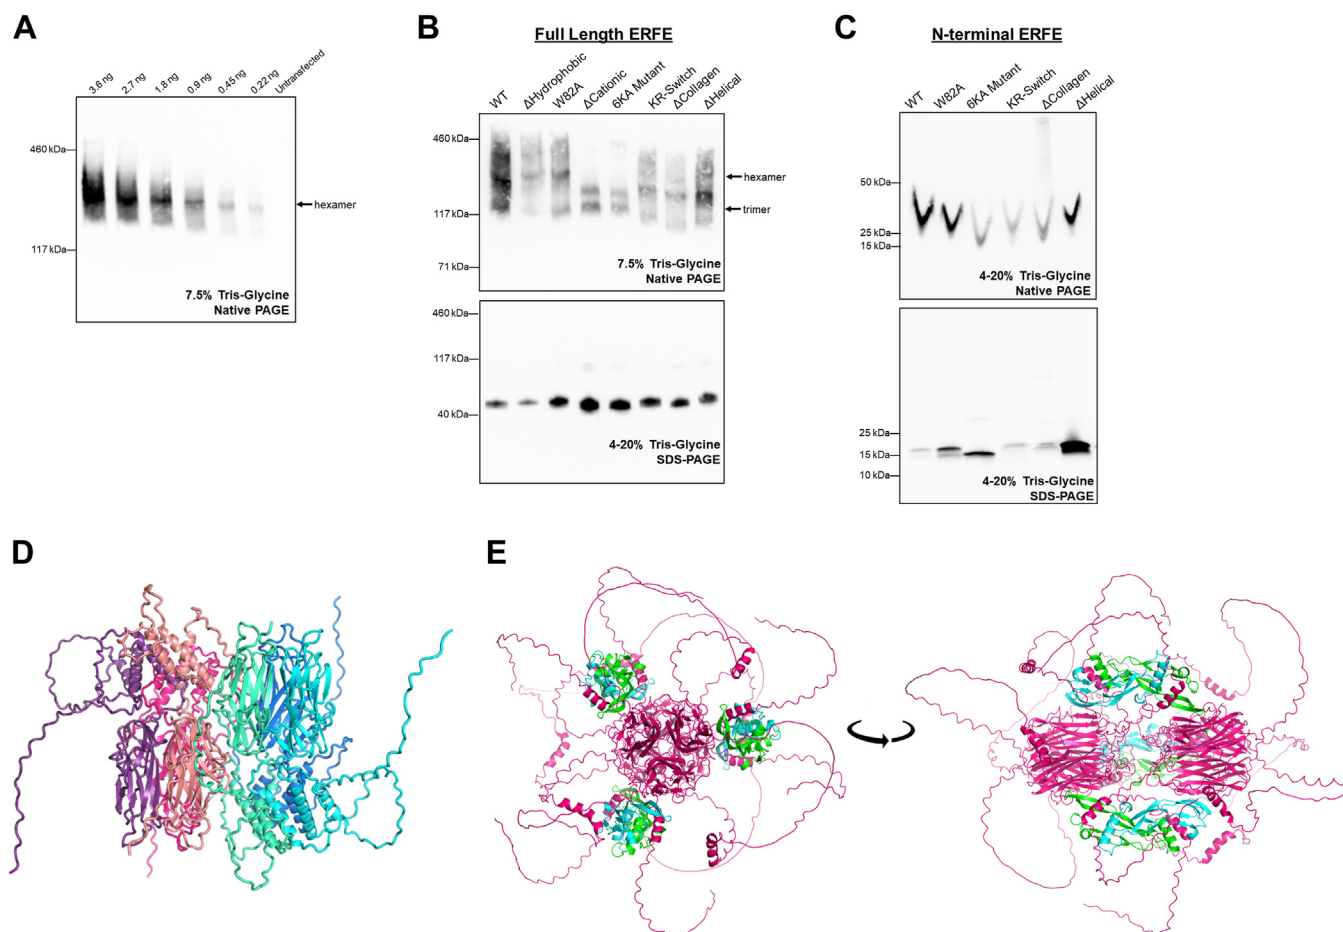 A
3.6 ng
2.7 ng
1.8 ng
0.9 ng
0.45 ng
0.22 ng
Untransfected
460 kDa
hexamer
117 kDa
7.5% Tris-Glycine
Native PAGE
B
Full Length ERFE
WT
ΔHydrophobic
W82A
ΔCationic
6KA Mutant
KR-Switch
ΔCollagen
ΔHelical
460 kDa
hexamer
trimer
117 kDa
71 kDa
7.5% Tris-Glycine
Native PAGE
460 kDa
117 kDa
40 kDa
4-20% Tris-Glycine
SDS-PAGE
C
N-terminal ERFE
WT
W82A
6KA Mutant
KR-Switch
ΔCollagen
ΔHelical
50 kDa
25 kDa
15 kDa
4-20% Tris-Glycine
Native PAGE
25 kDa
15 kDa
10 kDa
4-20% Tris-Glycine
SDS-PAGE
D
E